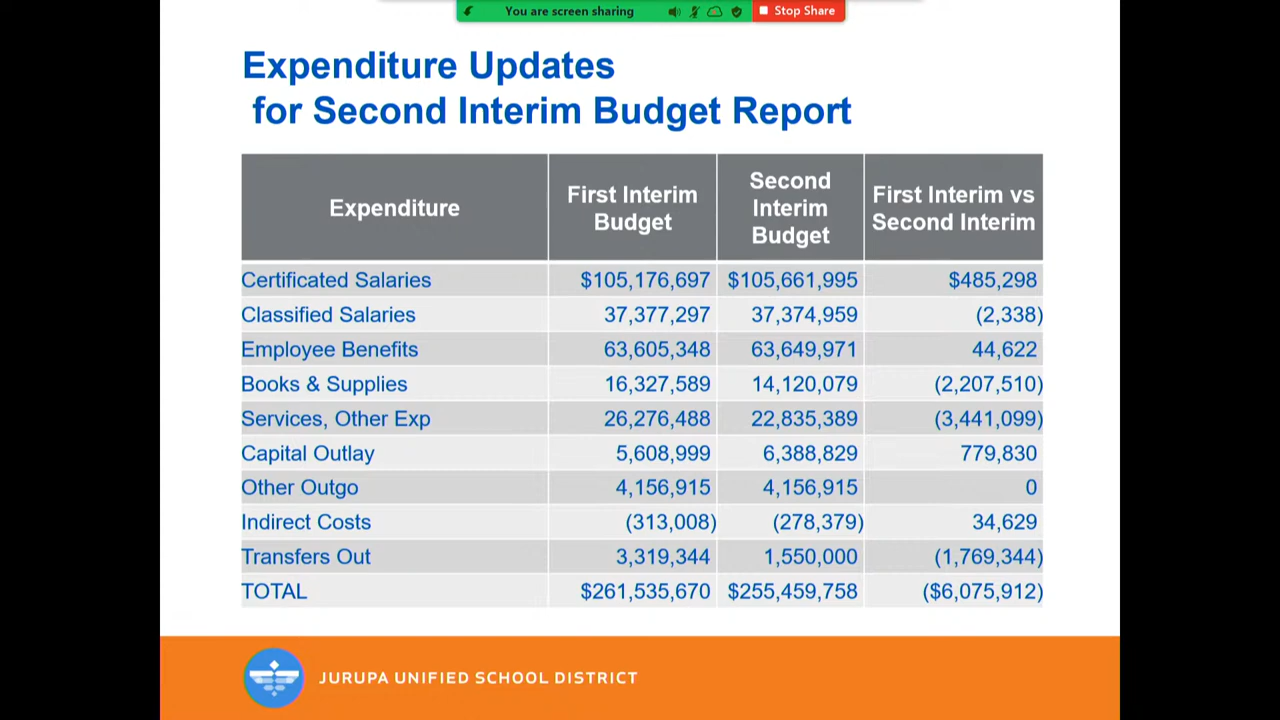 You are screen sharing Stop Share
Expenditure Updates
for Second Interim Budget Report
Expenditure First Interim Budget Second Interim Budget First Interim vs Second Interim
Certificated Salaries $105,176,697 $105,661,995 $485,298
Classified Salaries 37,377,297 37,374,959 (2,338)
Employee Benefits 63,605,348 63,649,971 44,622
Books & Supplies 16,327,589 14,120,079 (2,207,510)
Services, Other Exp 26,276,488 22,835,389 (3,441,099)
Capital Outlay 5,608,999 6,388,829 779,830
Other Outgo 4,156,915 4,156,915 0
Indirect Costs (313,008) (278,379) 34,629
Transfers Out 3,319,344 1,550,000 (1,769,344)
TOTAL $261,535,670 $255,459,758 ($6,075,912)
JURUPA UNIFIED SCHOOL DISTRICT